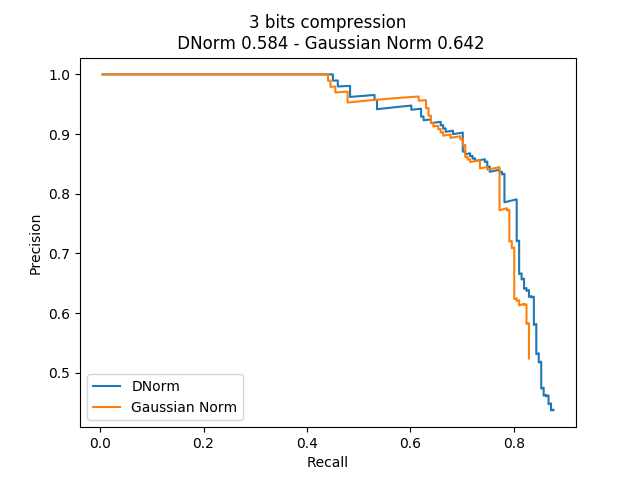 3 bits compression
DNorm 0.584 - Gaussian Norm 0.642
1.0
0.9
0.8
0.7
0.6
0.5
Precision
0.0
0.2
0.4
0.6
0.8
Recall
DNorm
Gaussian Norm